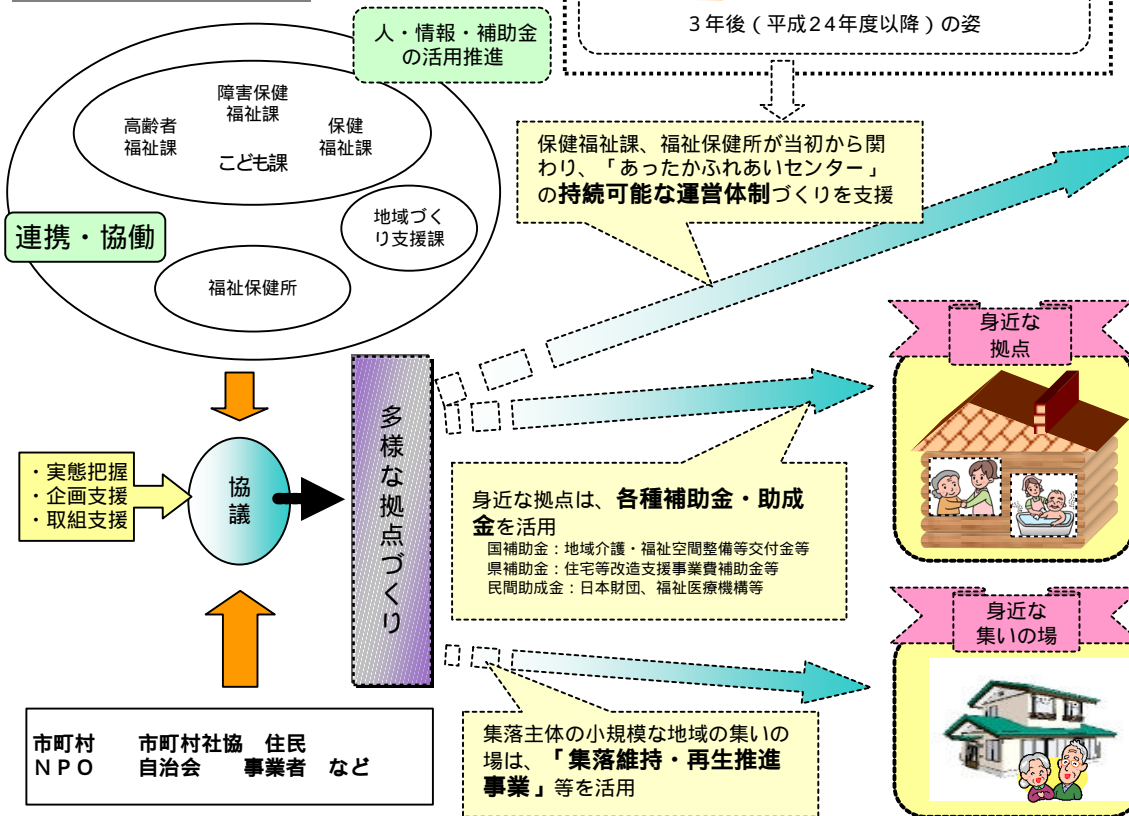 人・情報・補助金
の活用推進
3年後(平成24年度以降)の姿
障害保健
福祉課
高齢者
福祉課
保健
福祉課
こども課
地域づく
り支援課
連携・協働
福祉保健所
保健福祉課、福祉保健所が当初から関
わり、「あったかふれあいセンター」
の持続可能な運営体制づくりを支援
・実態把握
・企画支援
・取組支援
協議
多様な拠点づくり
身近な
拠点
身近な拠点は、各種補助金・助成
金を活用
国補助金:地域介護・福祉空間整備等交付金等
県補助金:住宅等改造支援事業費補助金等
民間助成金:日本財団、福祉医療機構等
身近な
集いの場
集落主体の小規模な地域の集いの
場は、「集落維持・再生推進
事業」等を活用
市町村 市町村社協 住民
NPO 自治会 事業者 など